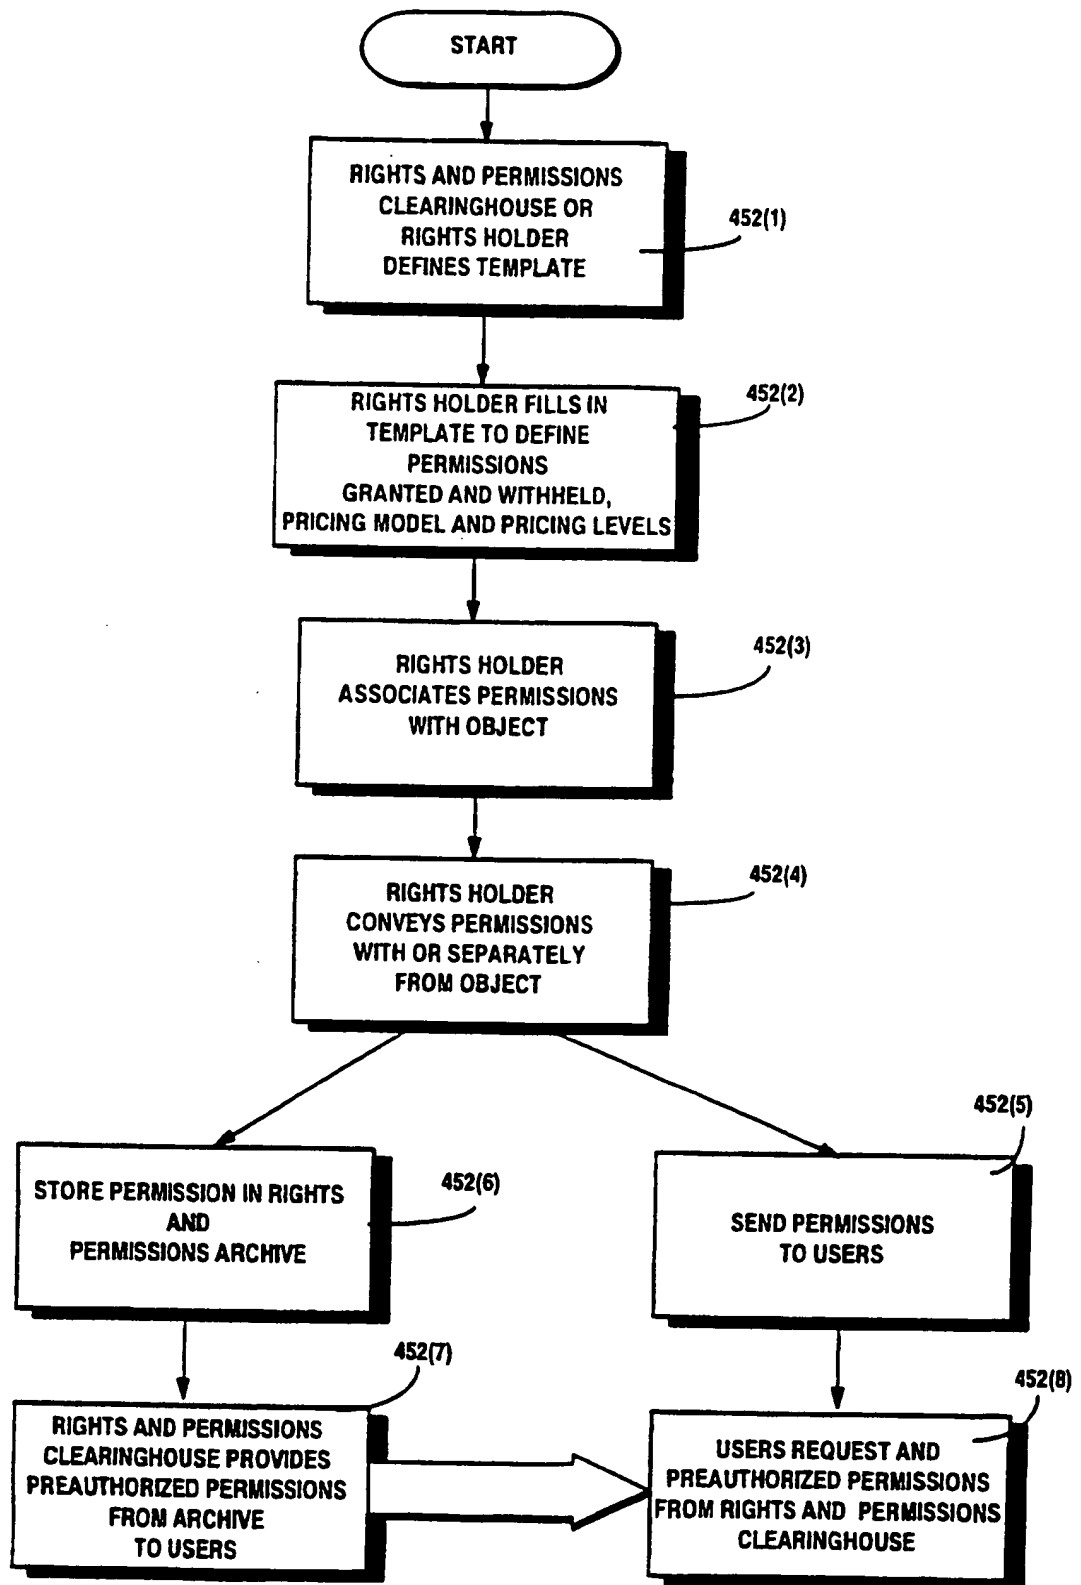 START
RIGHTS AND PERMISSIONS
CLEARINGHOUSE OR
RIGHTS HOLDER
DEFINES TEMPLATE
452(1)
RIGHTS HOLDER FILLS IN
TEMPLATE TO DEFINE
PERMISSIONS
GRANTED AND WITHHELD,
PRICING MODEL AND PRICING LEVELS
452(2)
RIGHTS HOLDER
ASSOCIATES PERMISSIONS
WITH OBJECT
452(3)
RIGHTS HOLDER
CONVEYS PERMISSIONS
WITH OR SEPARATELY
FROM OBJECT
452(4)
STORE PERMISSION IN RIGHTS
AND
PERMISSIONS ARCHIVE
452(6)
SEND PERMISSIONS
TO USERS
452(5)
RIGHTS AND PERMISSIONS
CLEARINGHOUSE PROVIDES
PREAUTHORIZED PERMISSIONS
FROM ARCHIVE
TO USERS
452(7)
USERS REQUEST AND
PREAUTHORIZED PERMISSIONS
FROM RIGHTS AND PERMISSIONS
CLEARINGHOUSE
452(8)